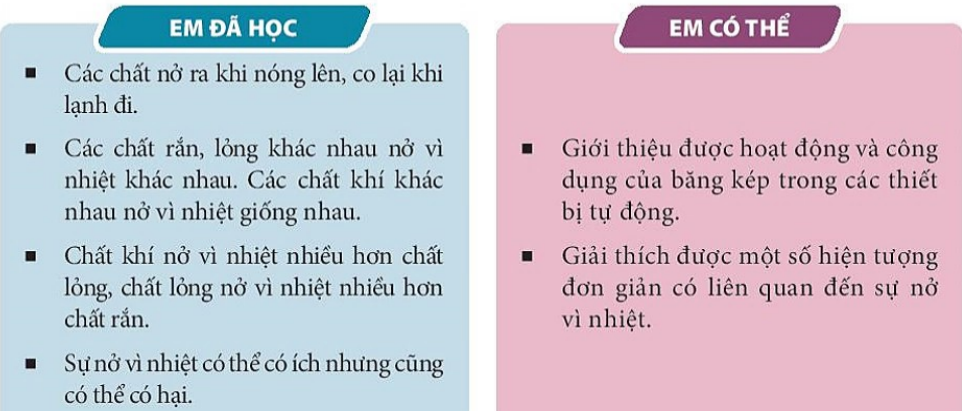 EM ĐÃ HỌC
▪ Các chất nở ra khi nóng lên, co lại khi
lạnh đi.
▪ Các chất rắn, lỏng khác nhau nở vì
nhiệt khác nhau. Các chất khí khác
nhau nở vì nhiệt giống nhau.
▪ Chất khí nở vì nhiệt nhiều hơn chất
lỏng, chất lỏng nở vì nhiệt nhiều hơn
chất rắn.
▪ Sự nở vì nhiệt có thể có ích nhưng cũng
có thể có hại.
EM CÓ THỂ
▪ Giới thiệu được hoạt động và công
dụng của băng kép trong các thiết
bị tự động.
▪ Giải thích được một số hiện tượng
đơn giản có liên quan đến sự nở
vì nhiệt.